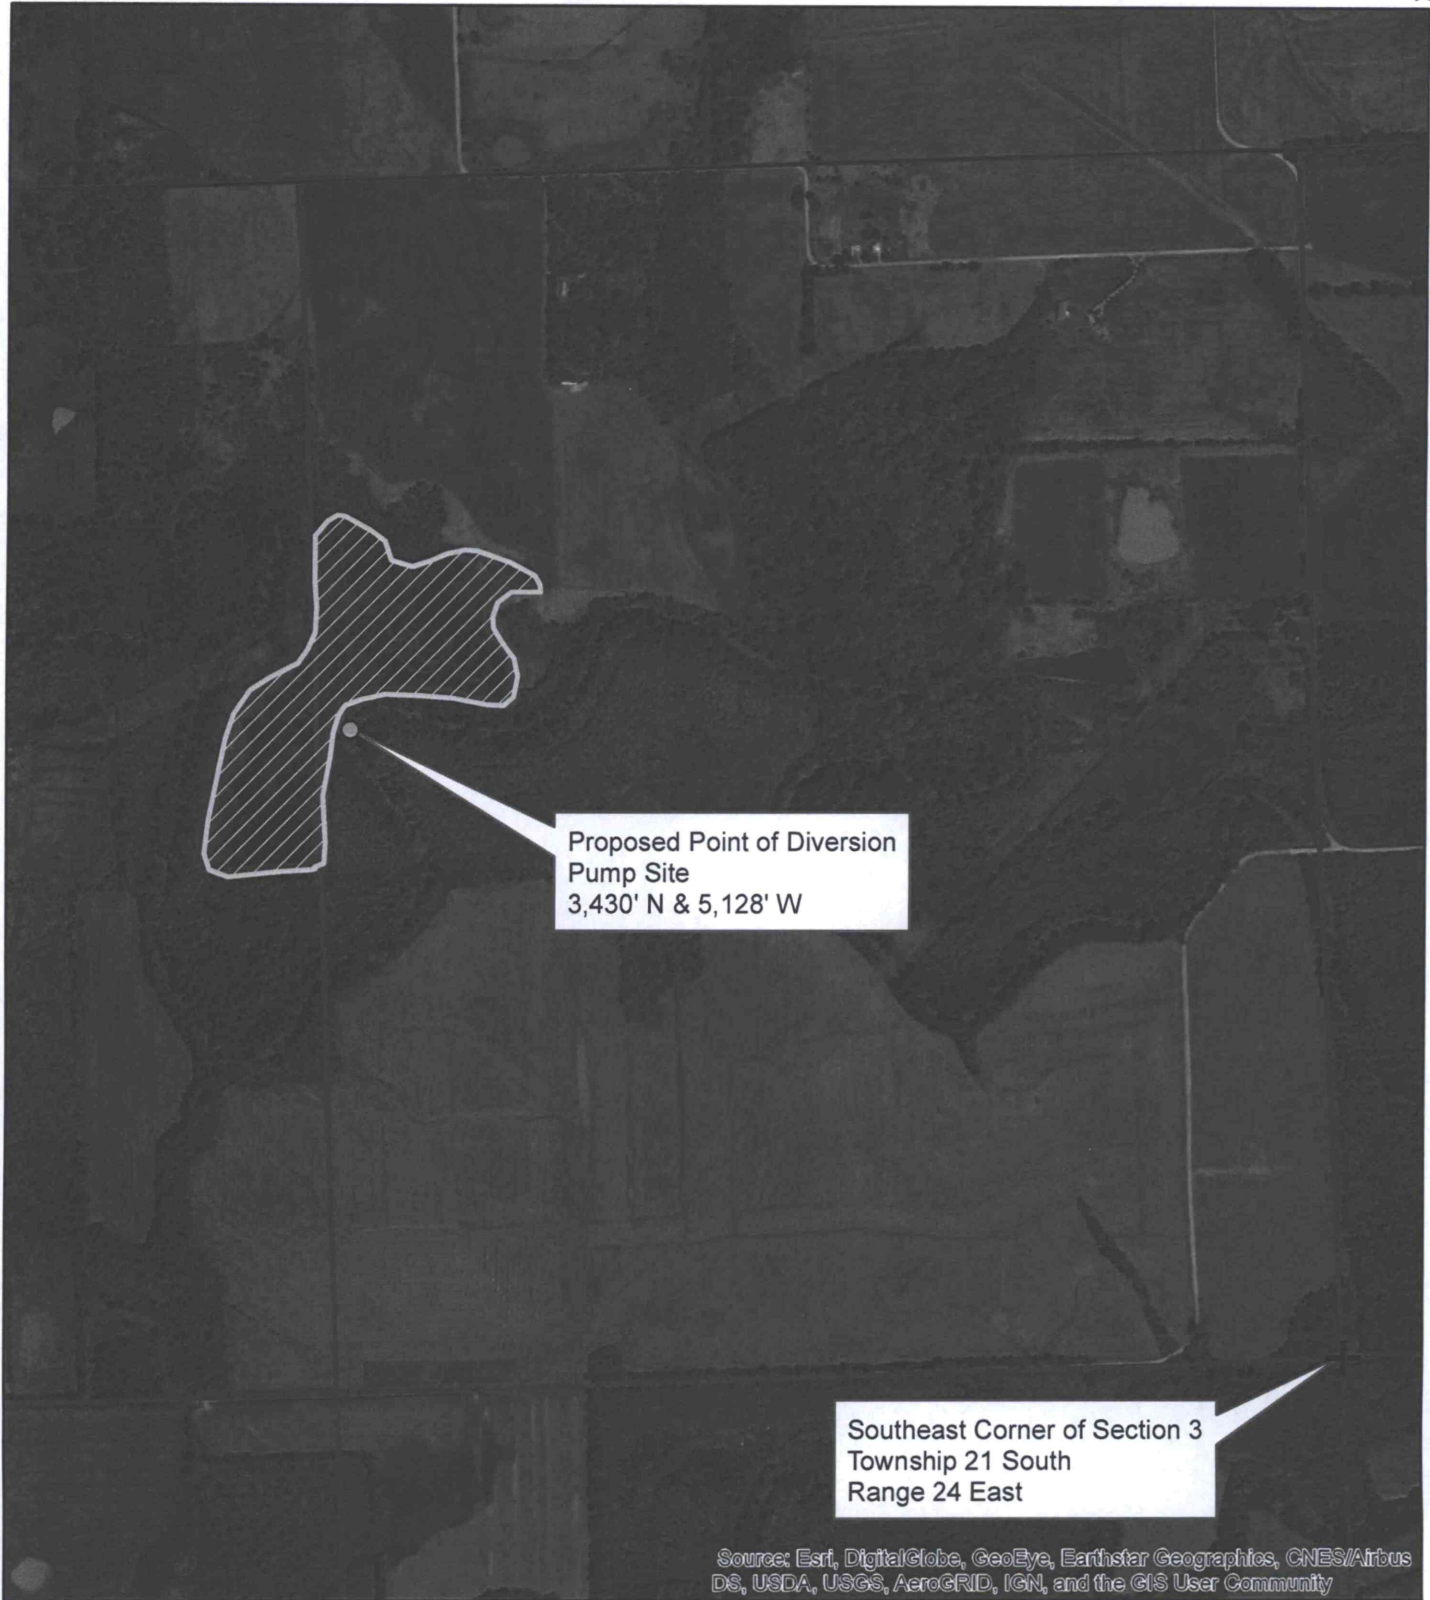 Proposed Point of Diversion
Pump Site
3,430' N & 5,128' W
Southeast Corner of Section 3
Township 21 South
Range 24 East
Source: Esri, DigitalGlobe, GeoEye, Earthstar Geographics, CNES/Airbus
DS, USDA, USGS, AeroGRID, IGN, and the GIS User Community